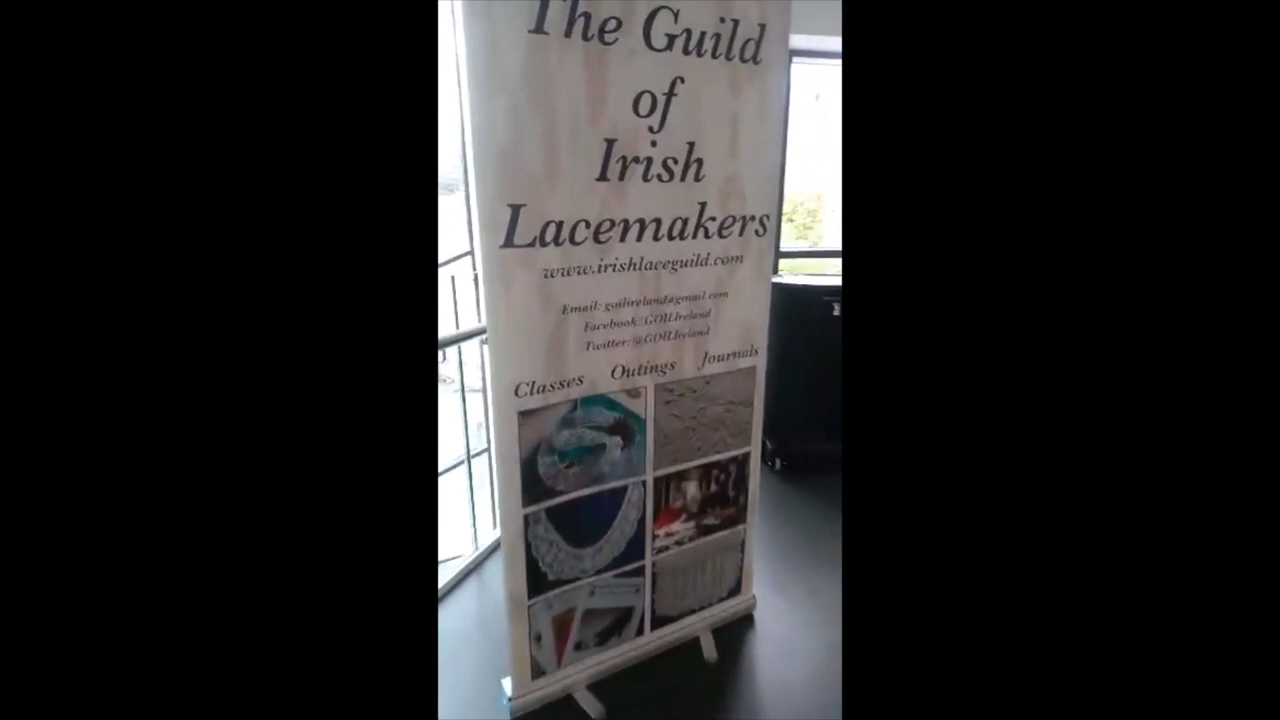 The Guild
of
Irish
Lacemakers
www.irishlaceguild.com
Email: goilireland@gmail.com
Facebook: GOILIreland
Twitter: @GOILIreland
Classes Outings Journals